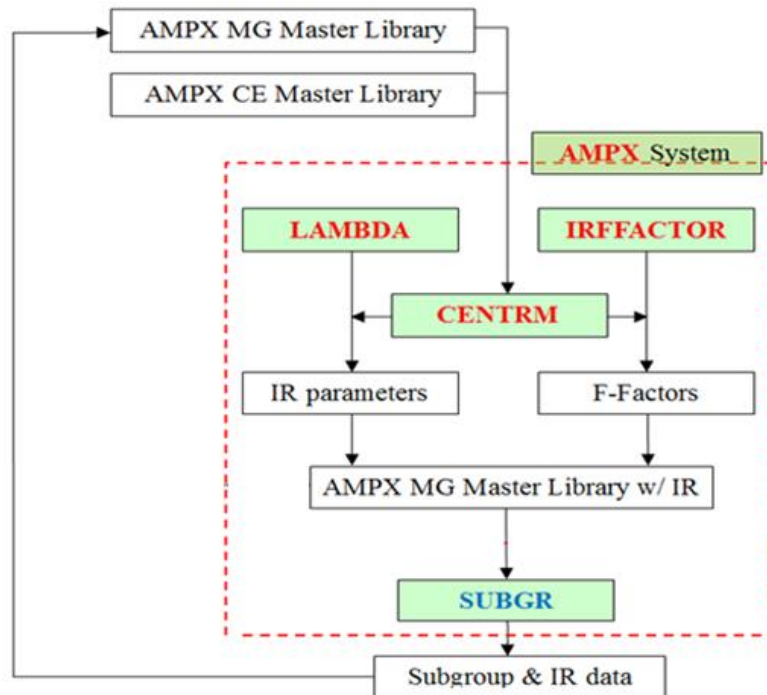 AMPX MG Master Library
AMPX CE Master Library
AMPX System
LAMBDA
IRFFACTOR
CENTRM
IR parameters
F-Factors
AMPX MG Master Library w/ IR
SUBGR
Subgroup & IR data